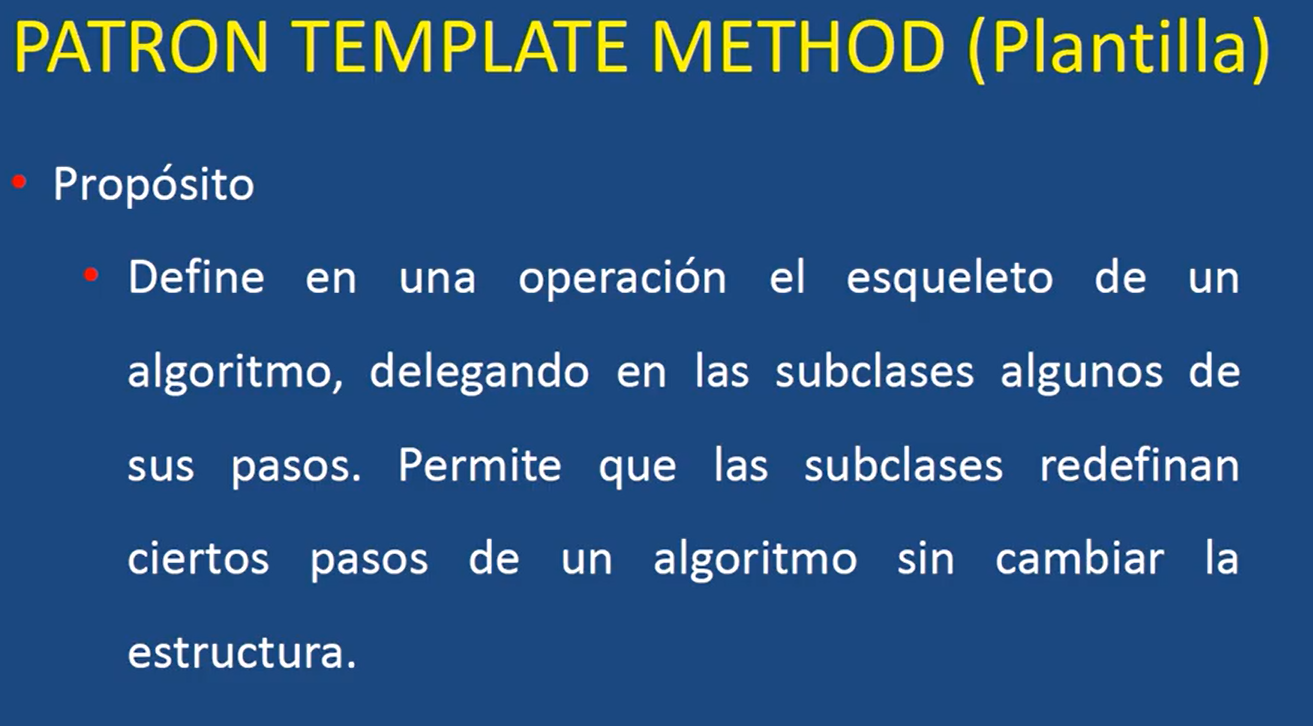 PATRON TEMPLATE METHOD (Plantilla)
• Propósito
• Define en una operación el esqueleto de un
algoritmo, delegando en las subclases algunos de
sus pasos. Permite que las subclases redefinan
ciertos pasos de un algoritmo sin cambiar la
estructura.